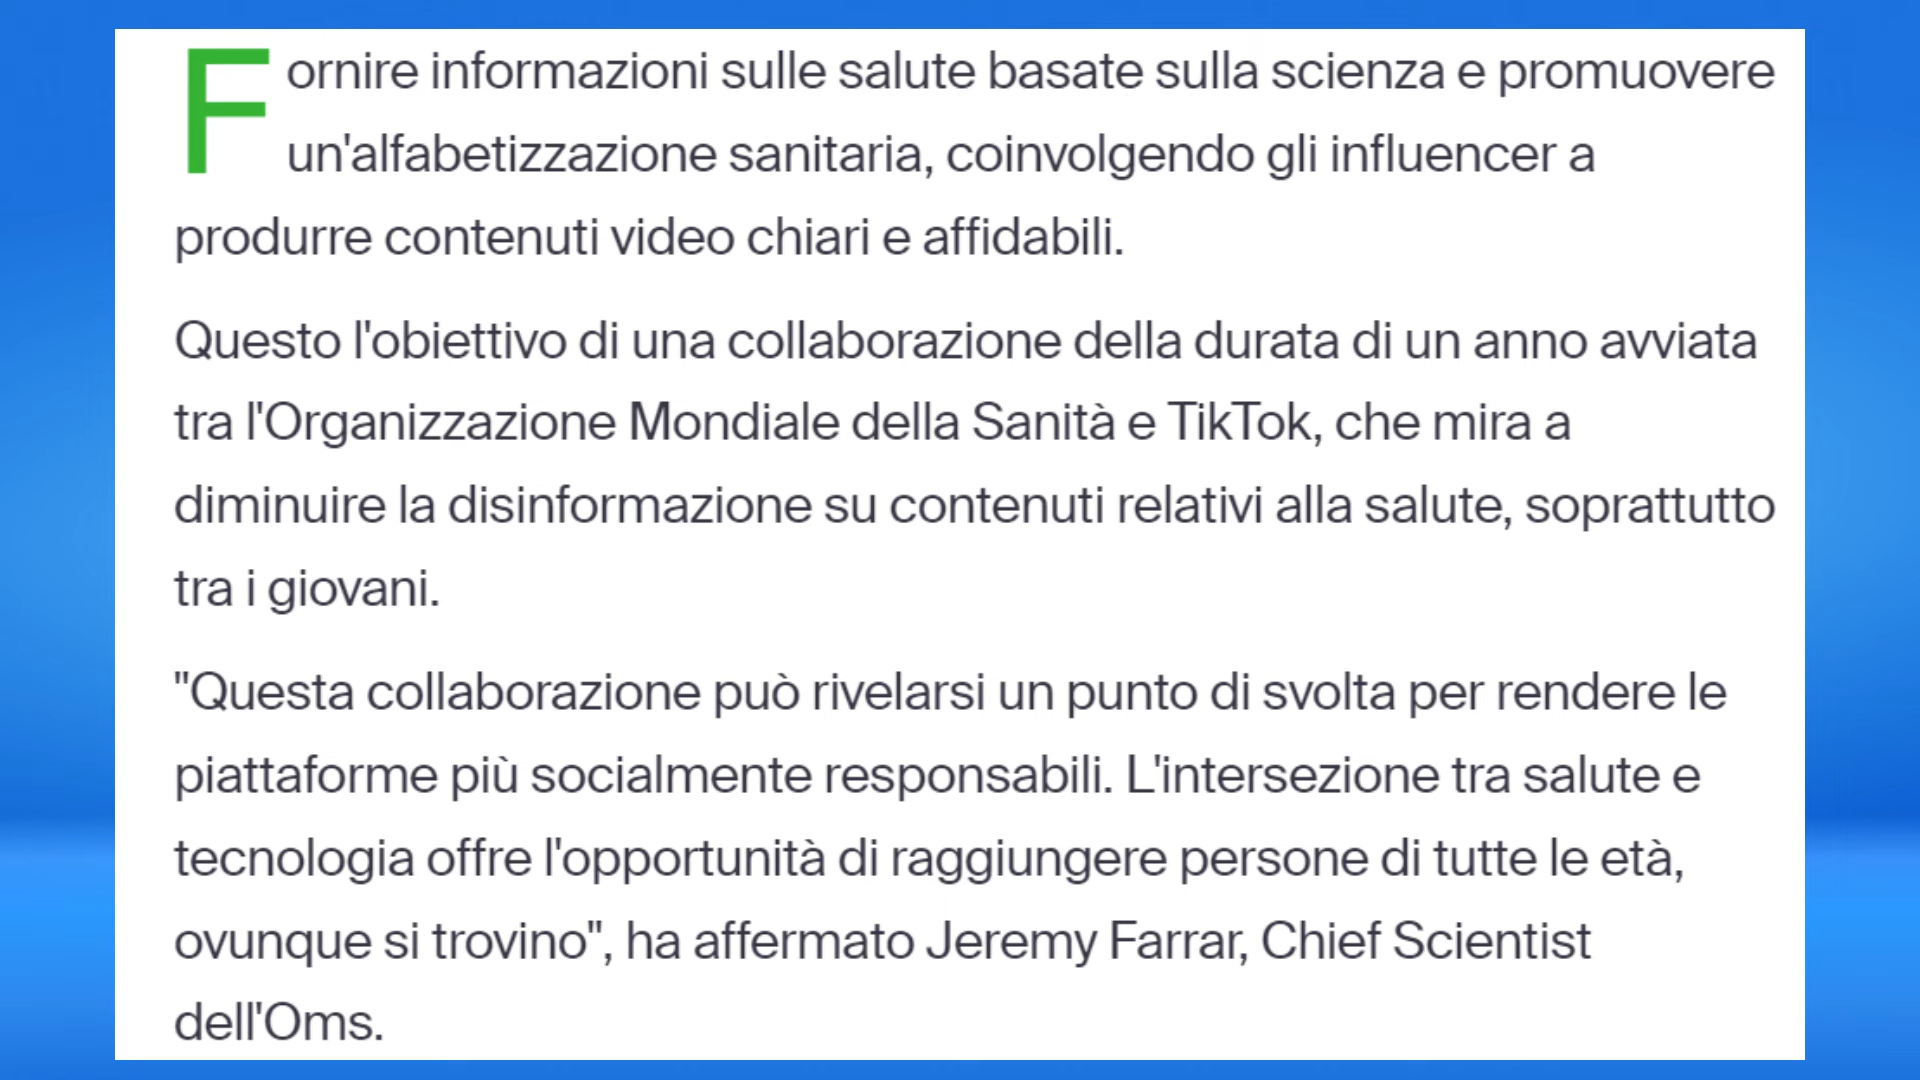 Fornire informazioni sulle salute basate sulla scienza e promuovere
un'alfabetizzazione sanitaria, coinvolgendo gli influencer a
produrre contenuti video chiari e affidabili.
Questo l'obiettivo di una collaborazione della durata di un anno avviata
tra l'Organizzazione Mondiale della Sanità e TikTok, che mira a
diminuire la disinformazione su contenuti relativi alla salute, soprattutto
tra i giovani.
"Questa collaborazione può rivelarsi un punto di svolta per rendere le
piattaforme più socialmente responsabili. L'intersezione tra salute e
tecnologia offre l'opportunità di raggiungere persone di tutte le età,
ovunque si trovino", ha affermato Jeremy Farrar, Chief Scientist
dell'Oms.